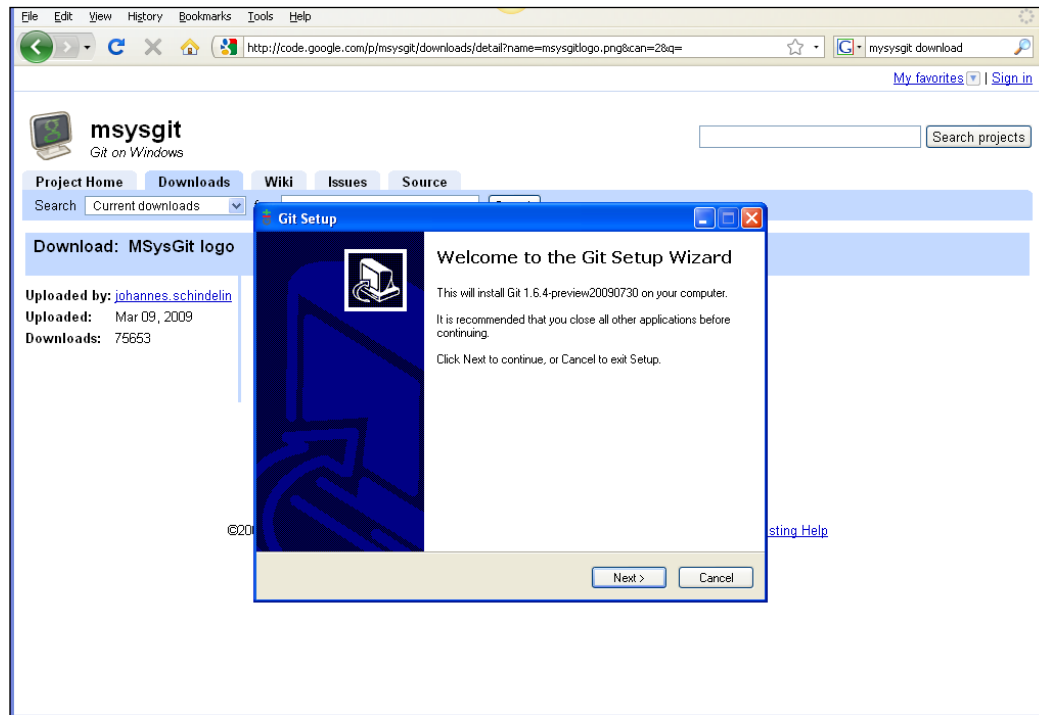 File Edit View History Bookmarks Tools Help
http://code.google.com/p/msysgit/downloads/detail?name=msysgitlogo.png&can=2&q=
G mysysgit download
My favorites | Sign in
msysgit
Git on Windows
Search projects
Project Home Downloads Wiki Issues Source
Search Current downloads
Download: MSysGit logo
Uploaded by: johannes.schindelin
Uploaded: Mar 09, 2009
Downloads: 75653
Git Setup
Welcome to the Git Setup Wizard
This will install Git 1.6.4-preview20090730 on your computer.
It is recommended that you close all other applications before
continuing.
Click Next to continue, or Cancel to exit Setup.
Next >
Cancel
©20
sting Help